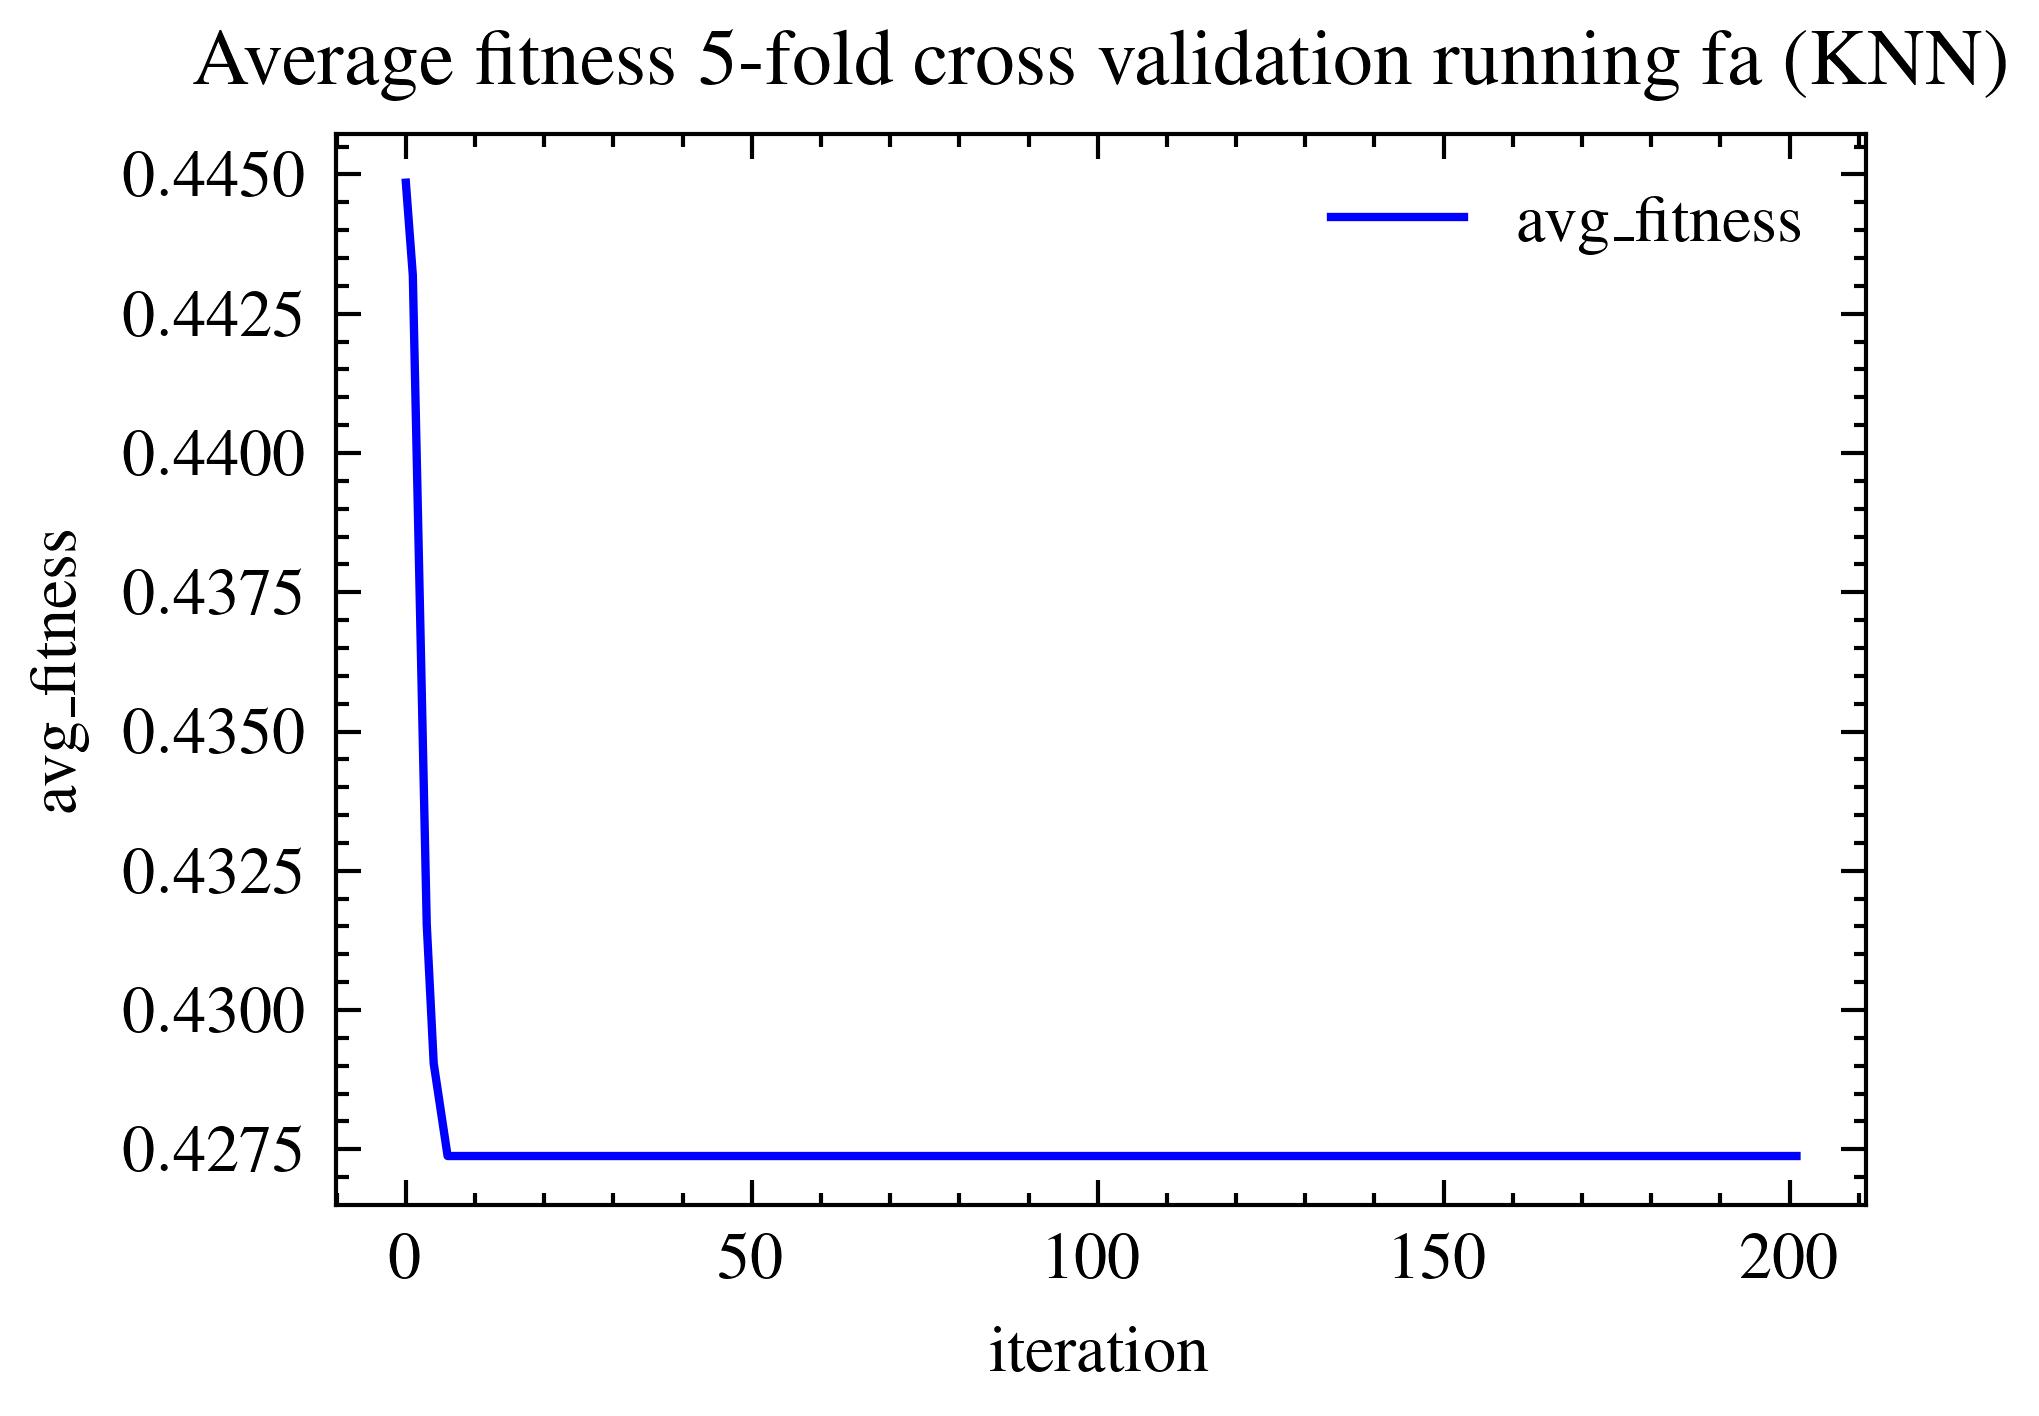 Average fitness 5-fold cross validation running fa (KNN)
avg_fitness
0.4450
0.4425
0.4400
0.4375
0.4350
0.4325
0.4300
0.4275
avg_fitness
0 50 100 150 200
iteration